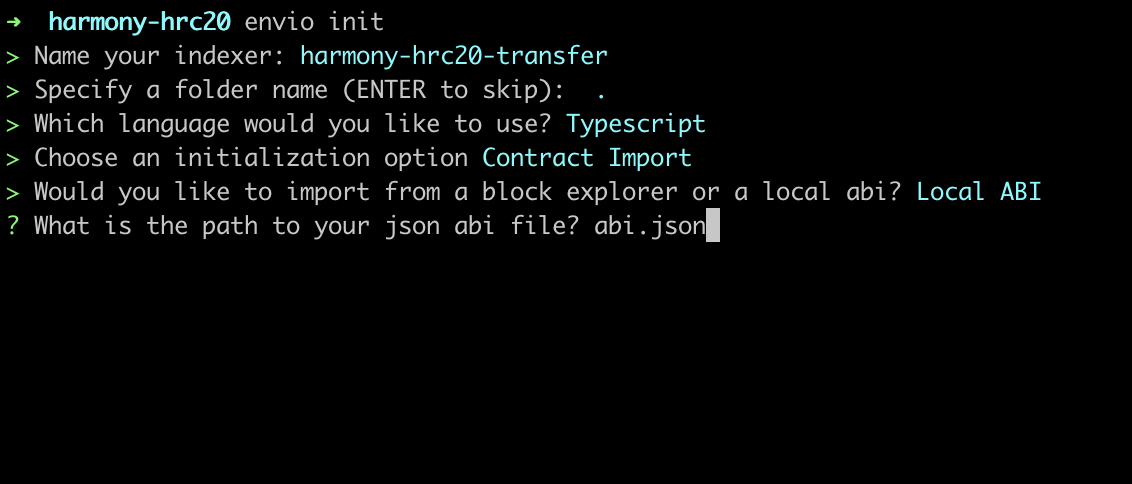 ➜ harmony-hrc20 envio init
> Name your indexer: harmony-hrc20-transfer
> Specify a folder name (ENTER to skip): .
> Which language would you like to use? Typescript
> Choose an initialization option Contract Import
> Would you like to import from a block explorer or a local abi? Local ABI
? What is the path to your json abi file? abi.json